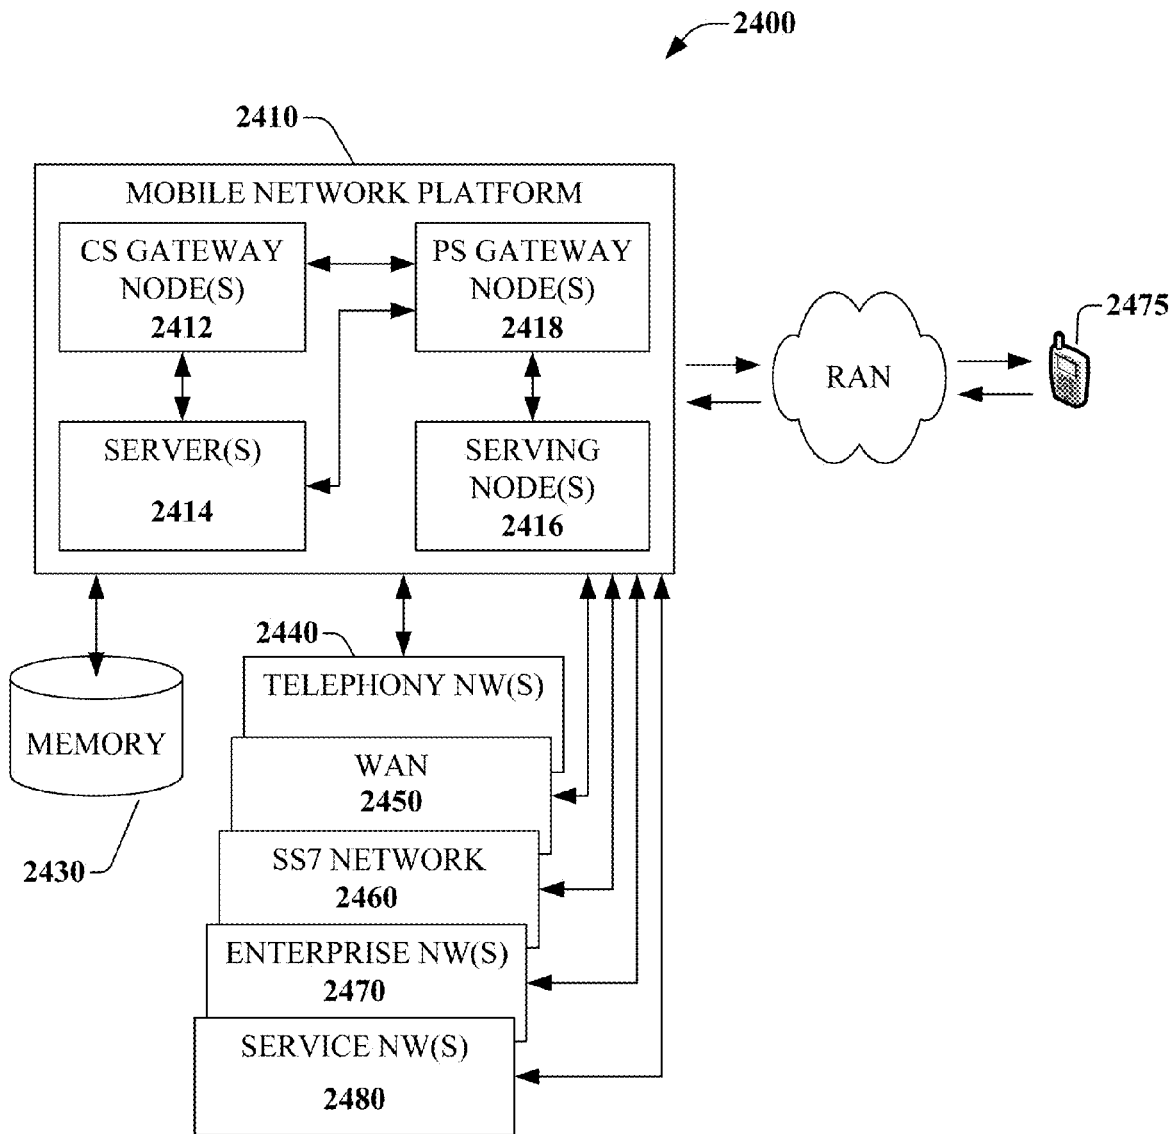 2400
2410
MOBILE NETWORK PLATFORM
CS GATEWAY
NODE(S)
2412
PS GATEWAY
NODE(S)
2418
SERVER(S)
2414
SERVING
NODE(S)
2416
RAN
2475
2440
TELEPHONY NW(S)
MEMORY
2430
WAN
2450
SS7 NETWORK
2460
ENTERPRISE NW(S)
2470
SERVICE NW(S)
2480